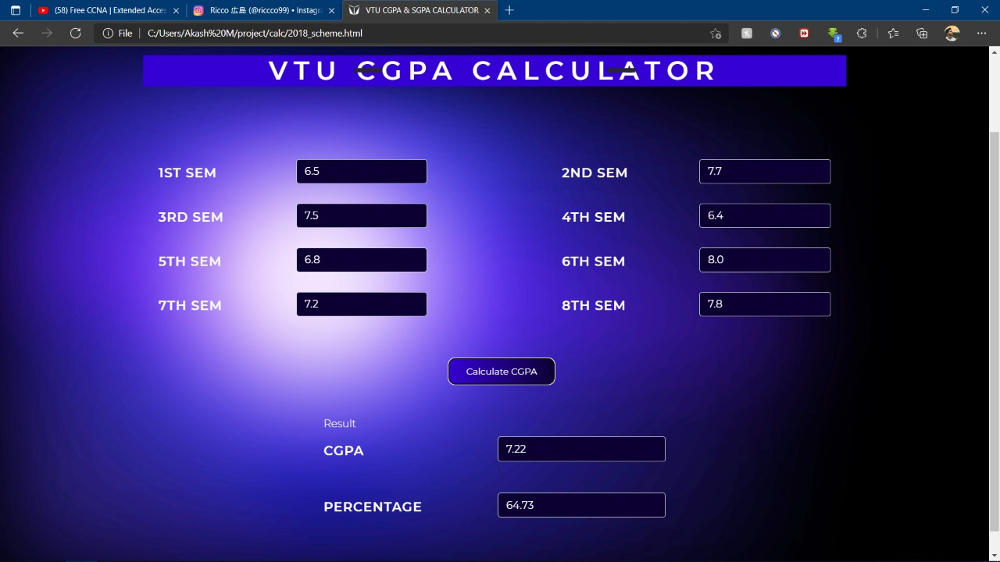 (58) Free CCNA | Extended Acces
Ricco 広島 (@riccco99) • Instagra
VTU CGPA & SGPA CALCULATOR
File | C:/Users/Akash%20M/project/calc/2018_scheme.html
VTU CGPA CALCULATOR
1ST SEM 6.5 2ND SEM 7.7
3RD SEM 7.5 4TH SEM 6.4
5TH SEM 6.8 6TH SEM 8.0
7TH SEM 7.2 8TH SEM 7.8
Calculate CGPA
Result
CGPA 7.22
PERCENTAGE 64.73